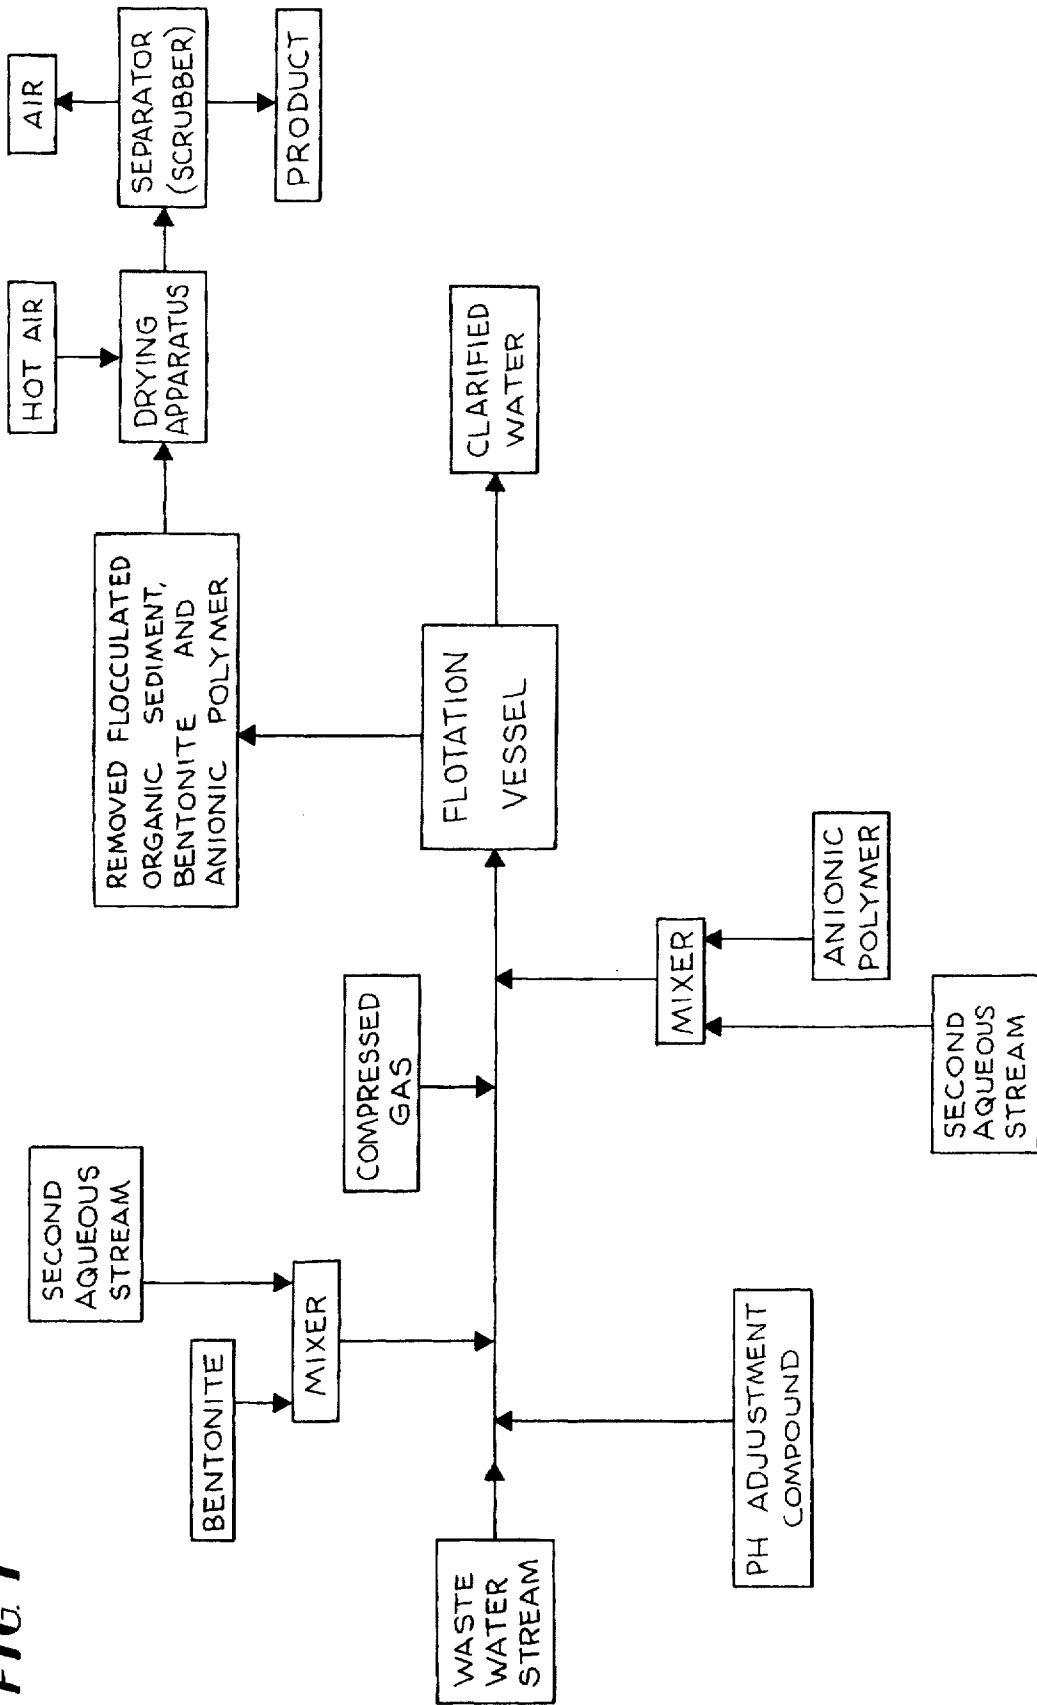 FIG. 1
WASTE
WATER
STREAM
PH ADJUSTMENT
COMPOUND
BENTONITE
SECOND
AQUEOUS
STREAM
MIXER
COMPRESSED
GAS
MIXER
SECOND
AQUEOUS
STREAM
ANIONIC
POLYMER
FLOTATION
VESSEL
CLARIFIED
WATER
REMOVED FLOCCULATED
ORGANIC SEDIMENT,
BENTONITE AND
ANIONIC POLYMER
HOT AIR
DRYING
APPARATUS
AIR
SEPARATOR
(SCRUBBER)
PRODUCT